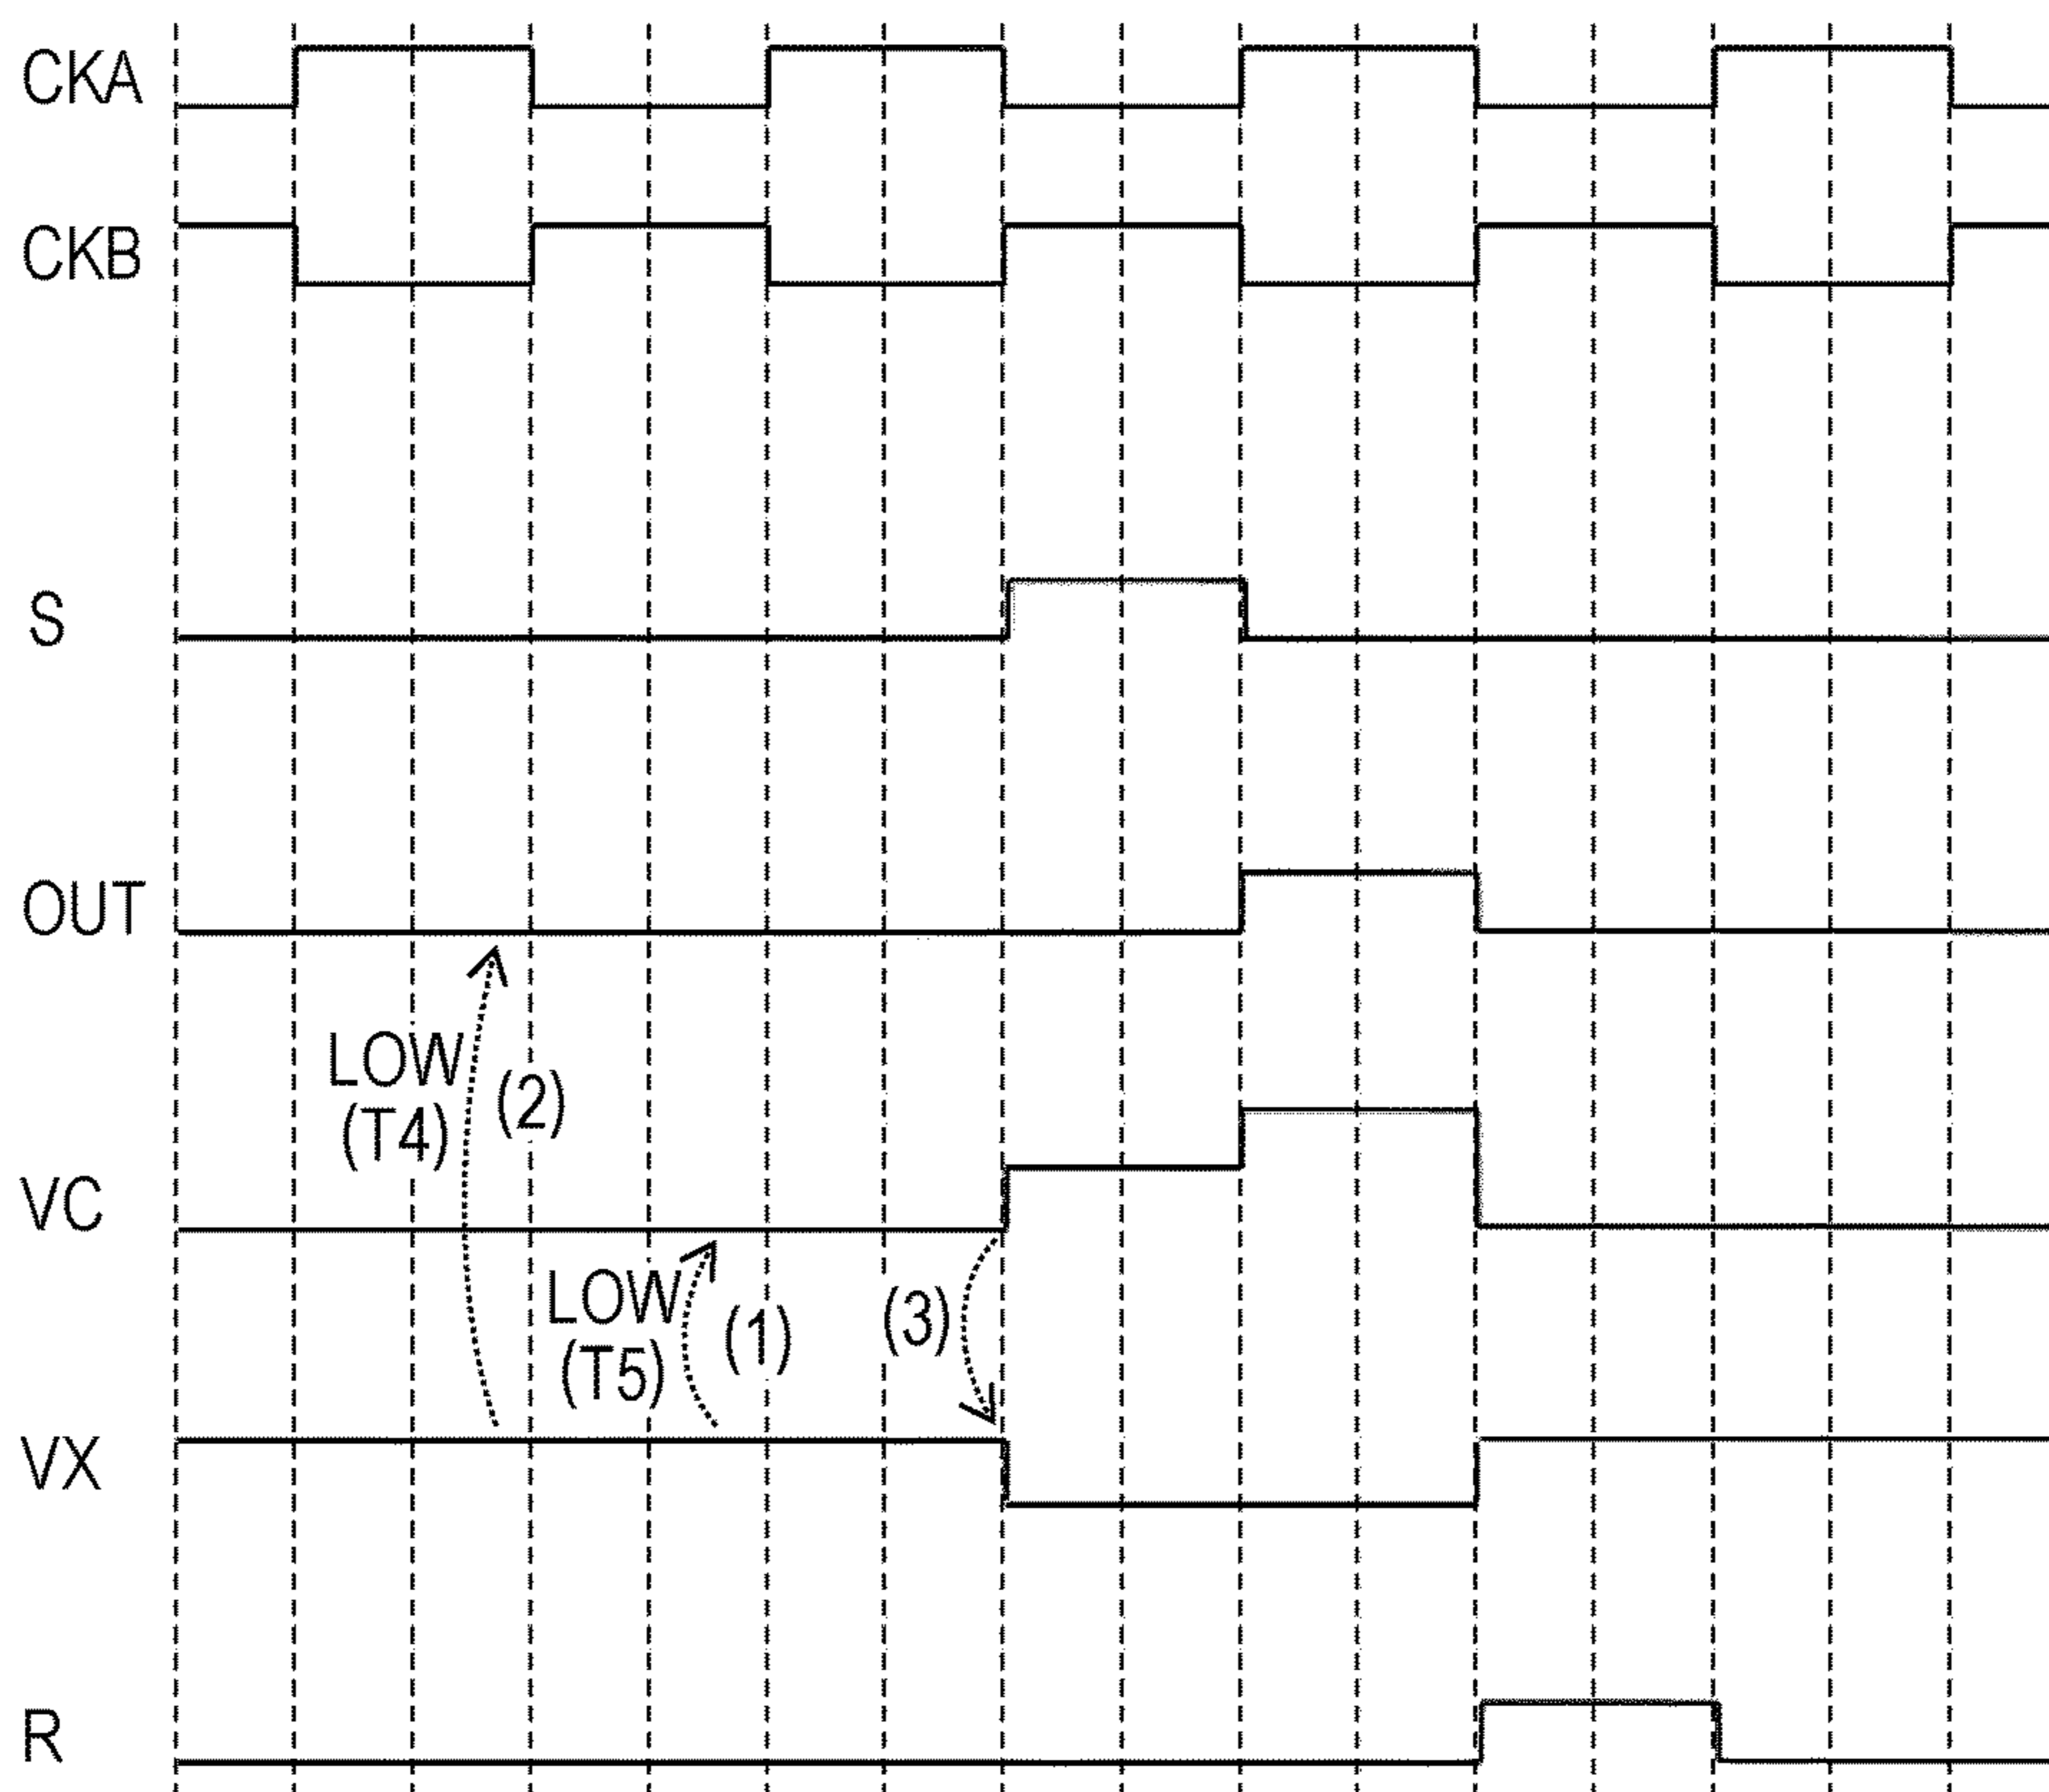 CKA
CKB
S
OUT
LOW
(T4)
(2)
VC
LOW
(T5)
(1)
(3)
VX
R